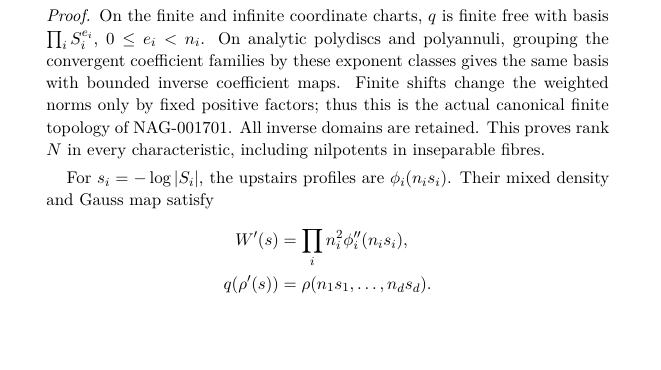 Proof. On the finite and infinite coordinate charts, q is finite free with basis
∏_i S_i^{e_i}, 0 ≤ e_i < n_i. On analytic polydiscs and polyannuli, grouping the
convergent coefficient families by these exponent classes gives the same basis
with bounded inverse coefficient maps. Finite shifts change the weighted
norms only by fixed positive factors; thus this is the actual canonical finite
topology of NAG-001701. All inverse domains are retained. This proves rank
N in every characteristic, including nilpotents in inseparable fibres.
For s_i = − log |S_i|, the upstairs profiles are ϕ_i(n_i s_i). Their mixed density
and Gauss map satisfy
W′(s) = ∏_i n_i^2 ϕ_i″(n_i s_i),
q(ρ′(s)) = ρ(n_1 s_1, . . . , n_d s_d).